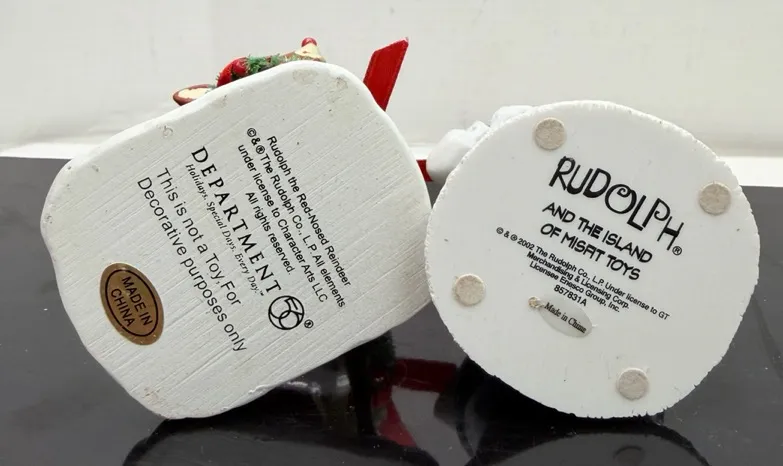 Rudolph the Red-Nosed Reindeer
©&® The Rudolph Co., L.P. All elements
under license to Character Arts LLC
All rights reserved.
DEPARTMENT 56®
Holidays, Special Days, Every Day.™
This is not a Toy, For
Decorative purposes only
MADE IN
CHINA
RUDOLPH®
AND THE ISLAND
OF MISFIT TOYS
© & ® 2002 The Rudolph Co., L.P. Under license to GT
Merchandising & Licensing Corp.
Licensee Enesco Group, Inc.
857831A
Made in China